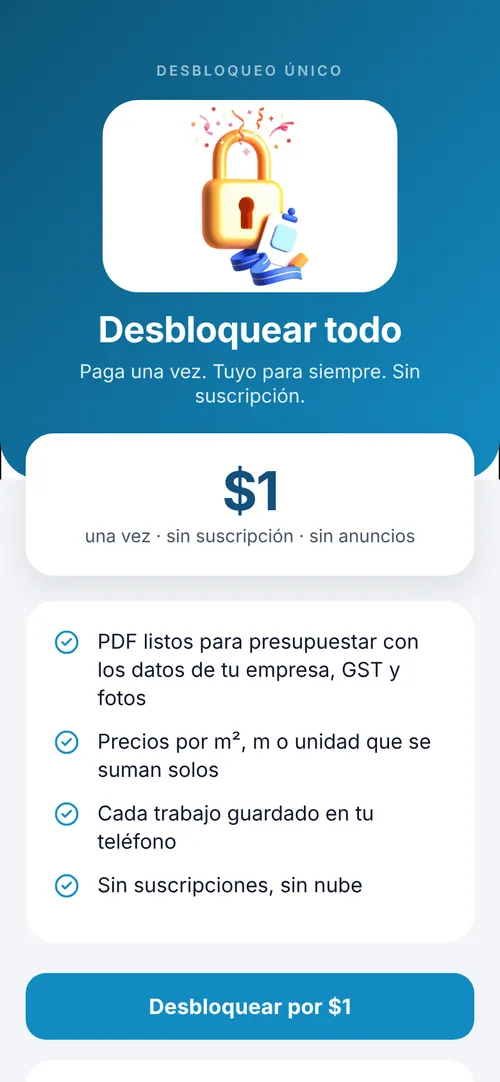 DESBLOQUEO ÚNICO
Desbloquear todo
Paga una vez. Tuyo para siempre. Sin
suscripción.
$1
una vez · sin suscripción · sin anuncios
PDF listos para presupuestar con
los datos de tu empresa, GST y
fotos
Precios por m², m o unidad que se
suman solos
Cada trabajo guardado en tu
teléfono
Sin suscripciones, sin nube
Desbloquear por $1